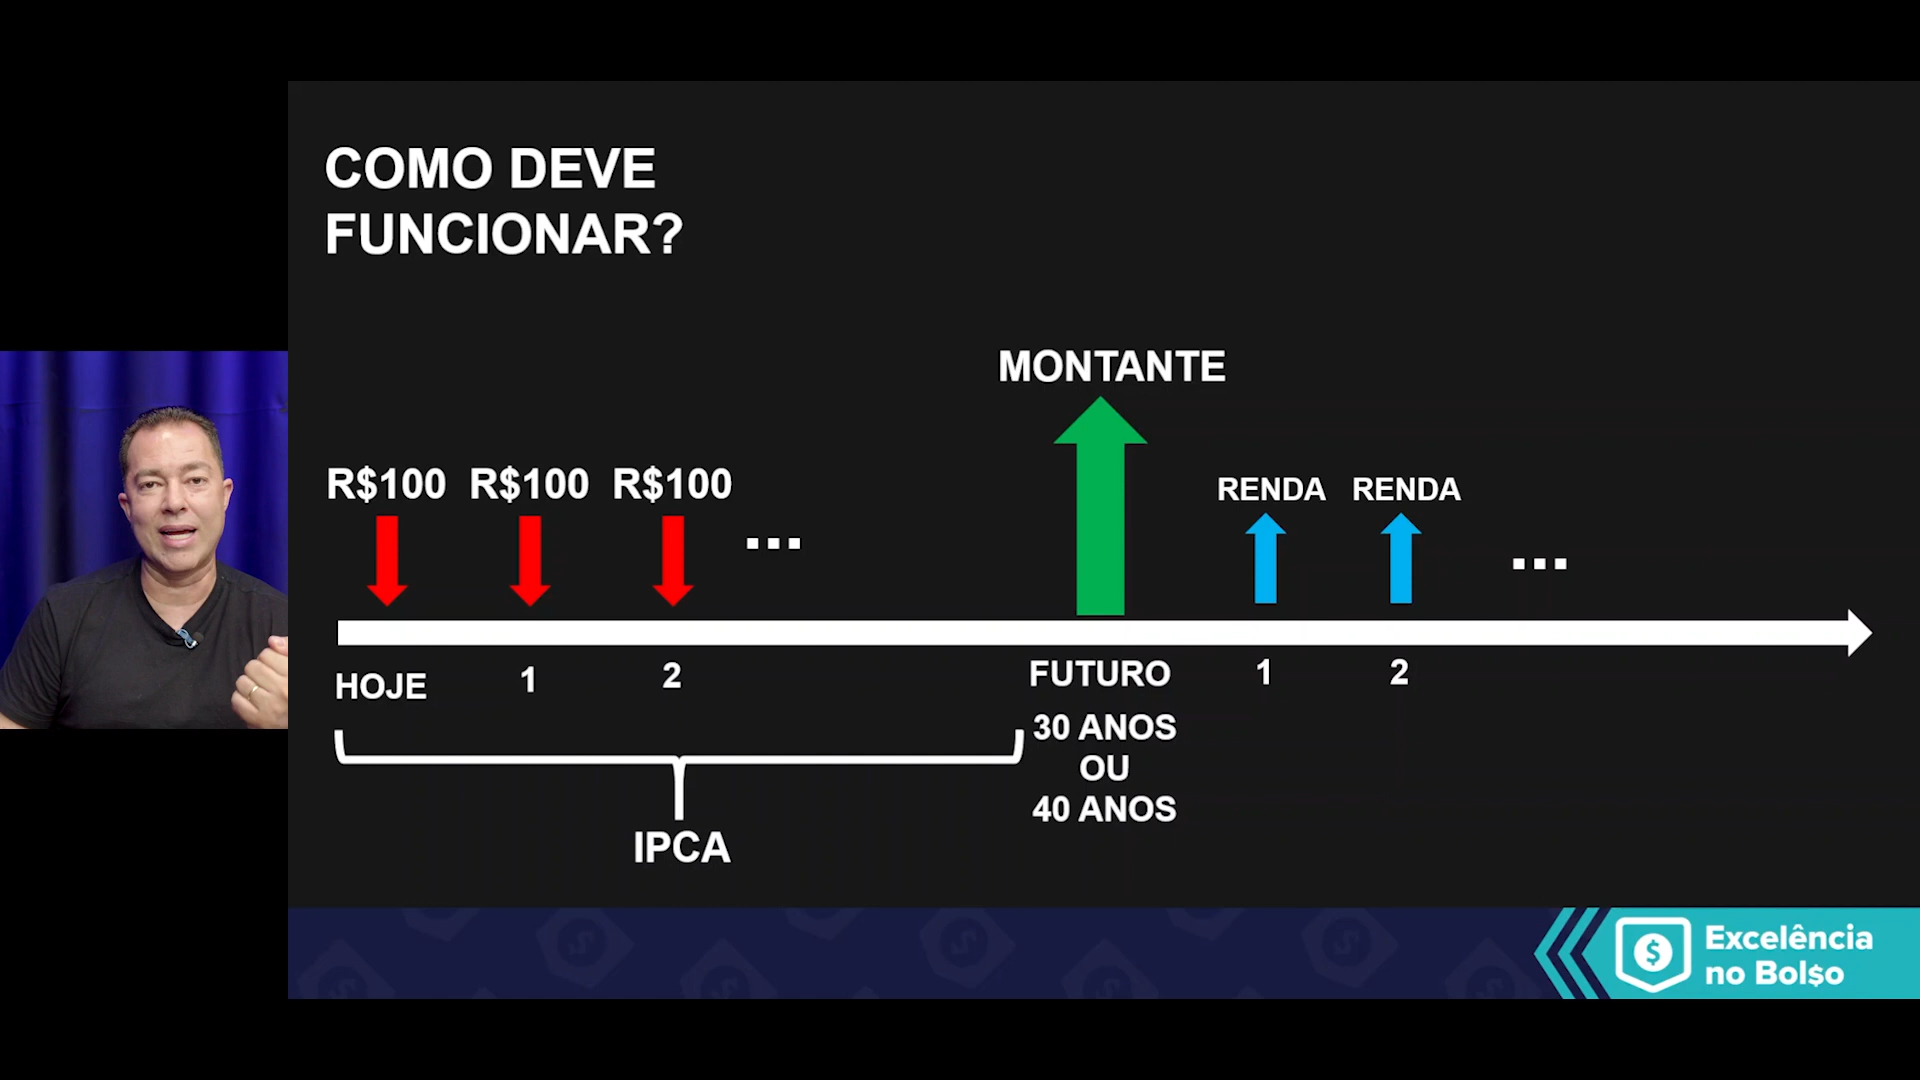 COMO DEVE
FUNCIONAR?
MONTANTE
R$100 R$100 R$100
...
RENDA RENDA
...
HOJE 1 2
FUTURO 1 2
30 ANOS
OU
40 ANOS
IPCA
$
Excelência
no Bol$o